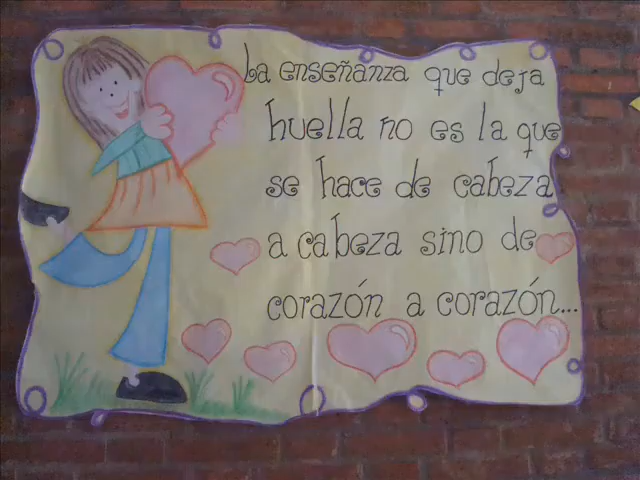 La enseñanza que deja
huella no es la que
se hace de cabeza
a cabeza sino de
corazón a corazón...